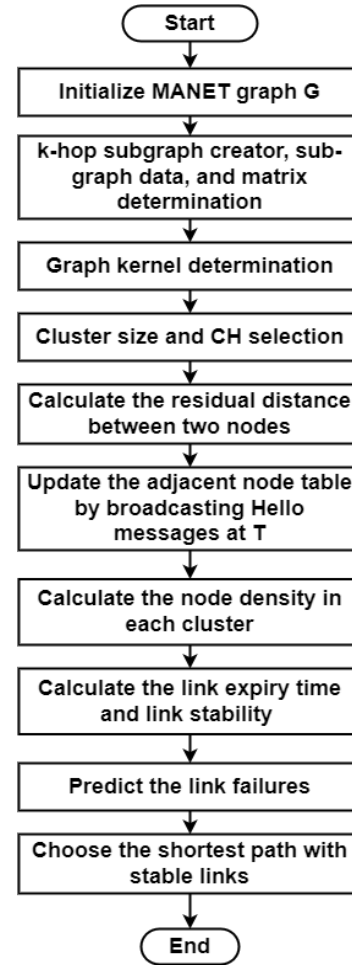 Start
Initialize MANET graph G
k-hop subgraph creator, sub-
graph data, and matrix
determination
Graph kernel determination
Cluster size and CH selection
Calculate the residual distance
between two nodes
Update the adjacent node table
by broadcasting Hello
messages at T
Calculate the node density in
each cluster
Calculate the link expiry time
and link stability
Predict the link failures
Choose the shortest path with
stable links
End